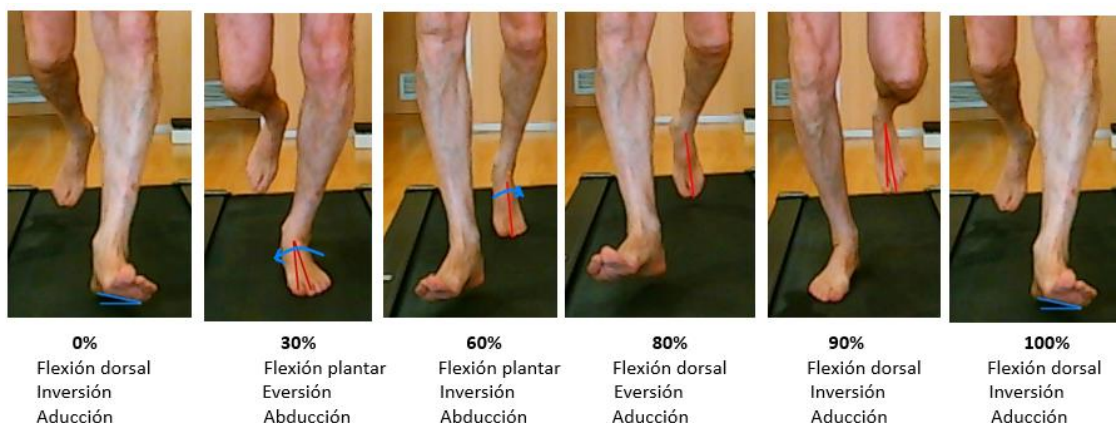 0% 30% 60% 80% 90% 100%
Flexión dorsal Flexión plantar Flexión plantar Flexión dorsal Flexión dorsal Flexión dorsal
Inversión Eversión Inversión Eversión Inversión Inversión
Aducción Abducción Abducción Aducción Aducción Aducción